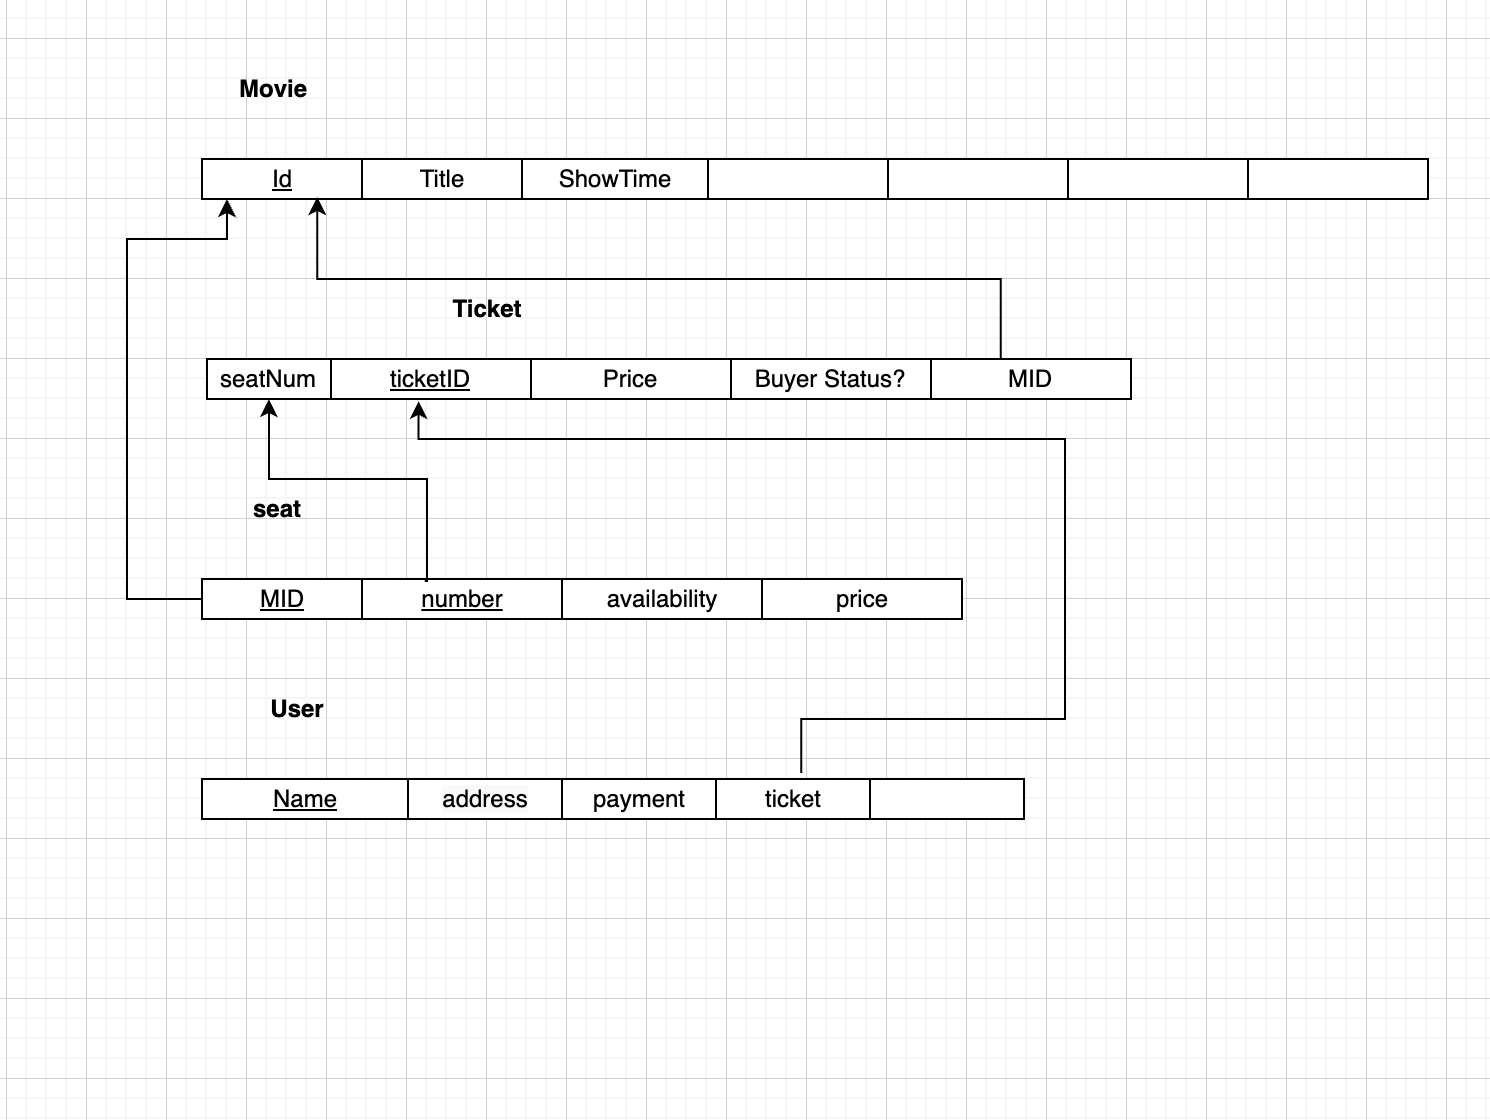 Movie
Id Title ShowTime
Ticket
seatNum ticketID Price Buyer Status? MID
seat
MID number availability price
User
Name address payment ticket